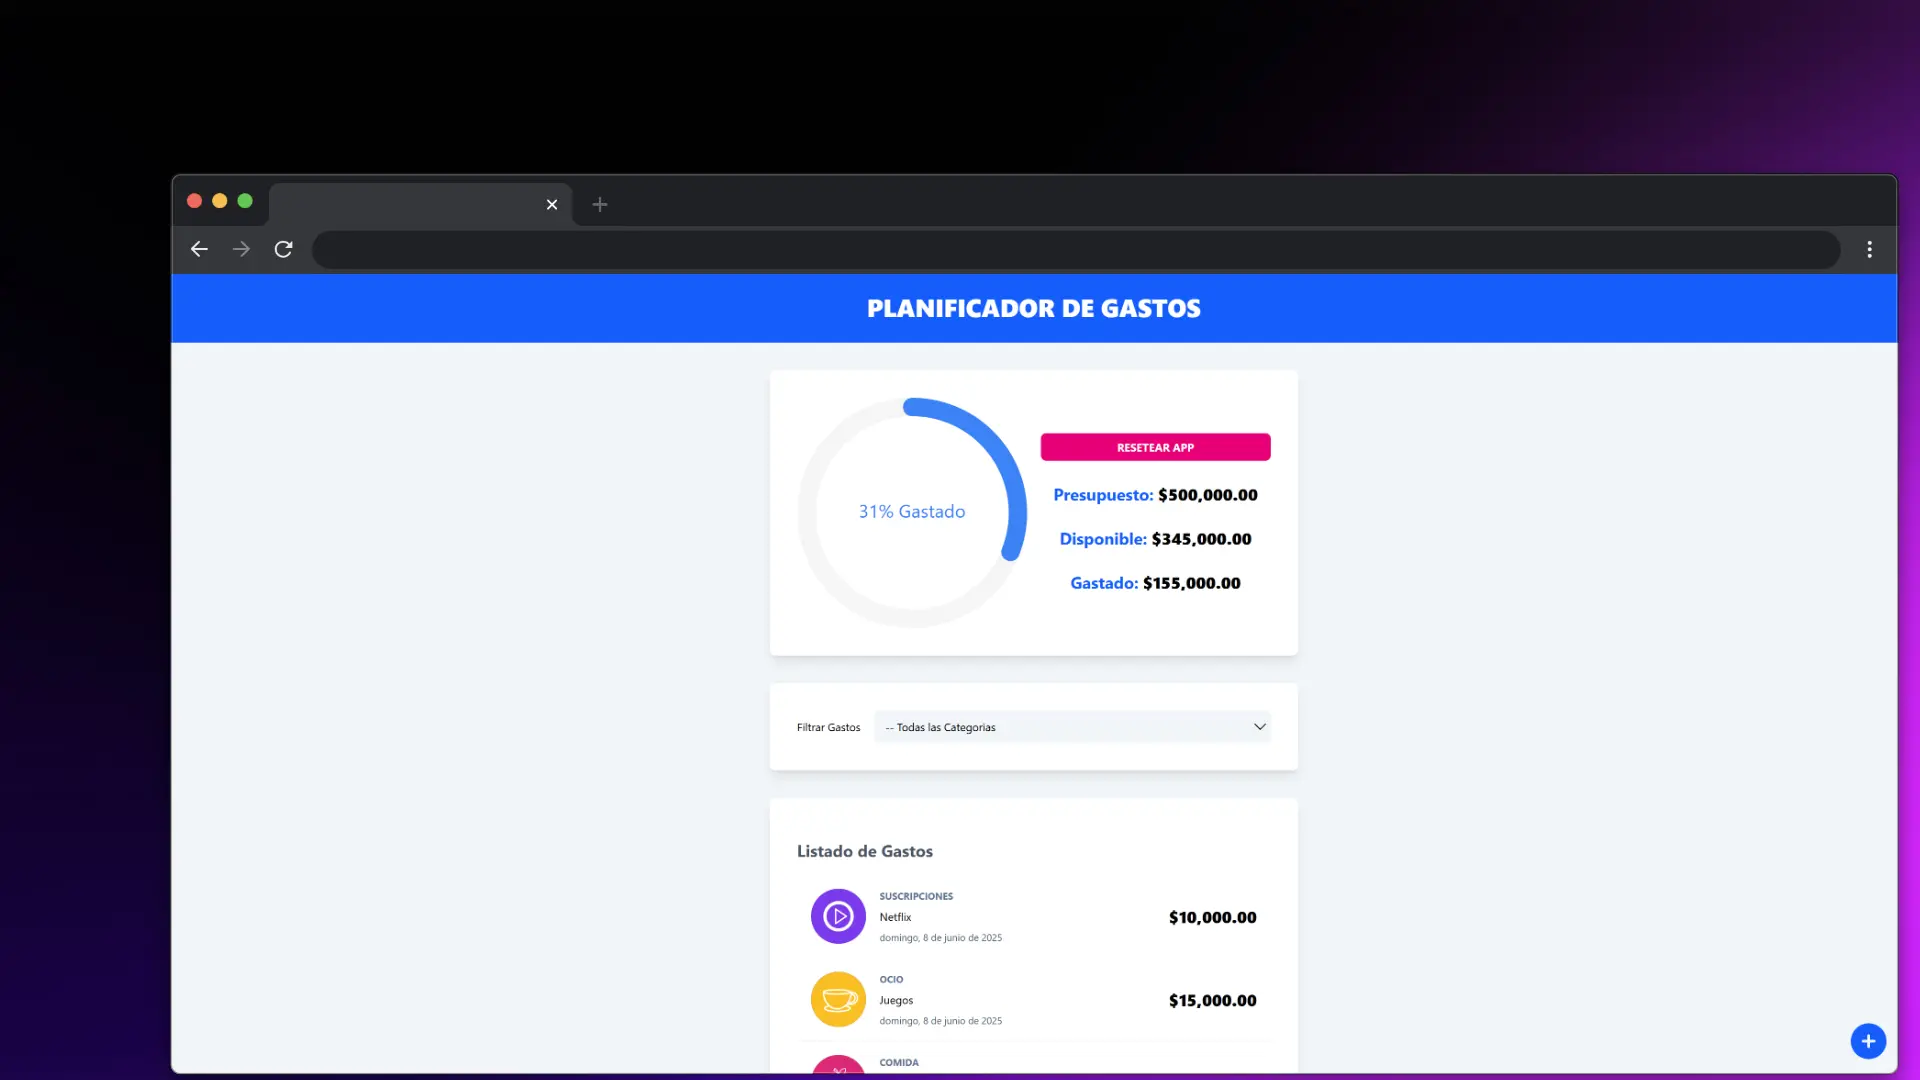 PLANIFICADOR DE GASTOS
31% Gastado
RESETEAR APP
Presupuesto: $500,000.00
Disponible: $345,000.00
Gastado: $155,000.00
Filtrar Gastos
-- Todas las Categorias
Listado de Gastos
SUSCRIPCIONES
Netflix
domingo, 8 de junio de 2025
$10,000.00
OCIO
Juegos
domingo, 8 de junio de 2025
$15,000.00
COMIDA